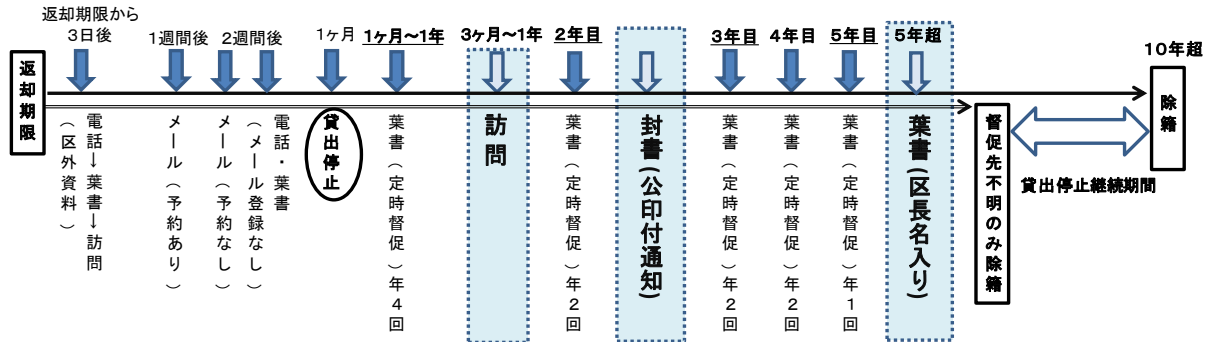 返却期限から
3日後
1週間後
2週間後
1ヶ月
1ヶ月～1年
3ヶ月～1年
2年目
3年目
4年目
5年目
5年超
10年超
返却期限
電話→葉書→訪問
（区外資料）
メール（予約あり）
メール（予約なし）
電話・葉書
（メール登録なし）
貸出停止
葉書（定時督促）年4回
訪問
葉書（定時督促）年2回
封書(公印付通知)
葉書（定時督促）年2回
葉書（定時督促）年2回
葉書（定時督促）年1回
葉書(区長名入り)
督促先不明のみ除籍
貸出停止継続期間
除籍